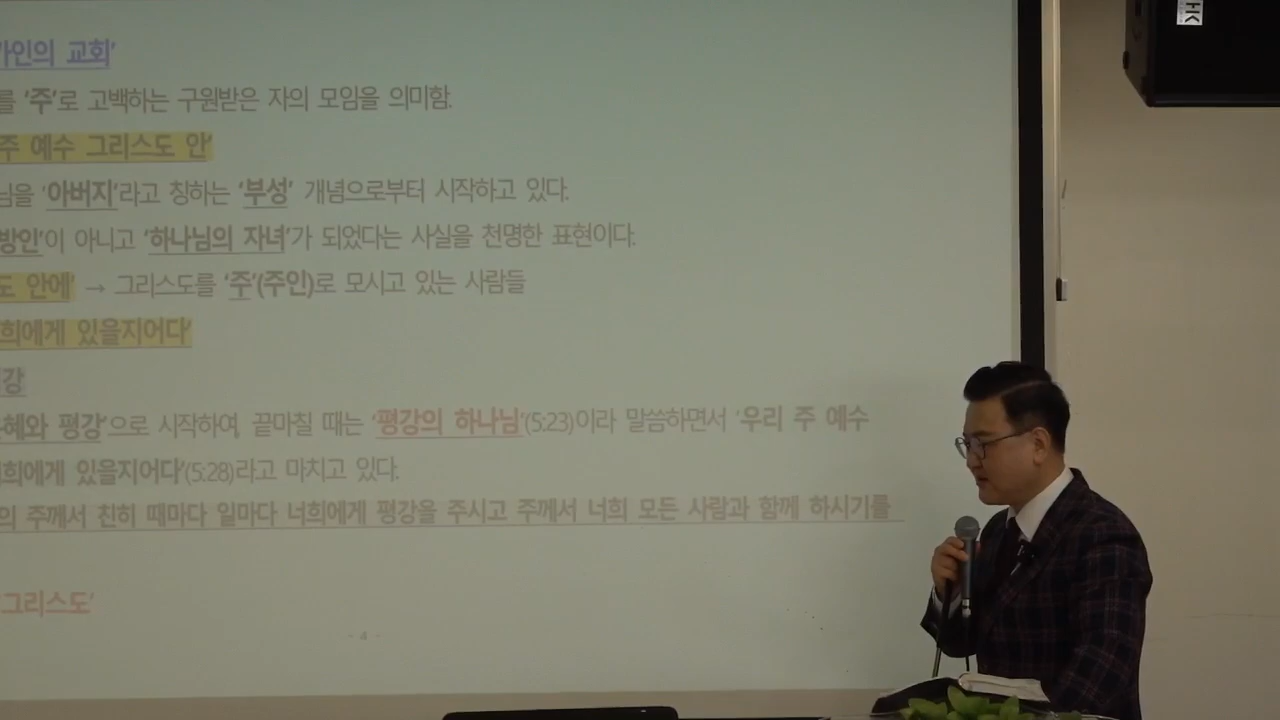 가인의 교회'
를 '주'로 고백하는 구원받은 자의 모임을 의미함.
주 예수 그리스도 안'
님을 '아버지'라고 칭하는 '부성' 개념으로부터 시작하고 있다.
방인'이 아니고 '하나님의 자녀'가 되었다는 사실을 천명한 표현이다.
도 안에' → 그리스도를 '주'(주인)로 모시고 있는 사람들
희에게 있을지어다'
강
혜와 평강'으로 시작하여, 끝마칠 때는 '평강의 하나님'(5:23)이라 말씀하면서 '우리 주 예수
희에게 있을지어다'(5:28)라고 마치고 있다.
의 주께서 친히 때마다 일마다 너희에게 평강을 주시고 주께서 너희 모든 사람과 함께 하시기를
그리스도'
- 4 -
HK